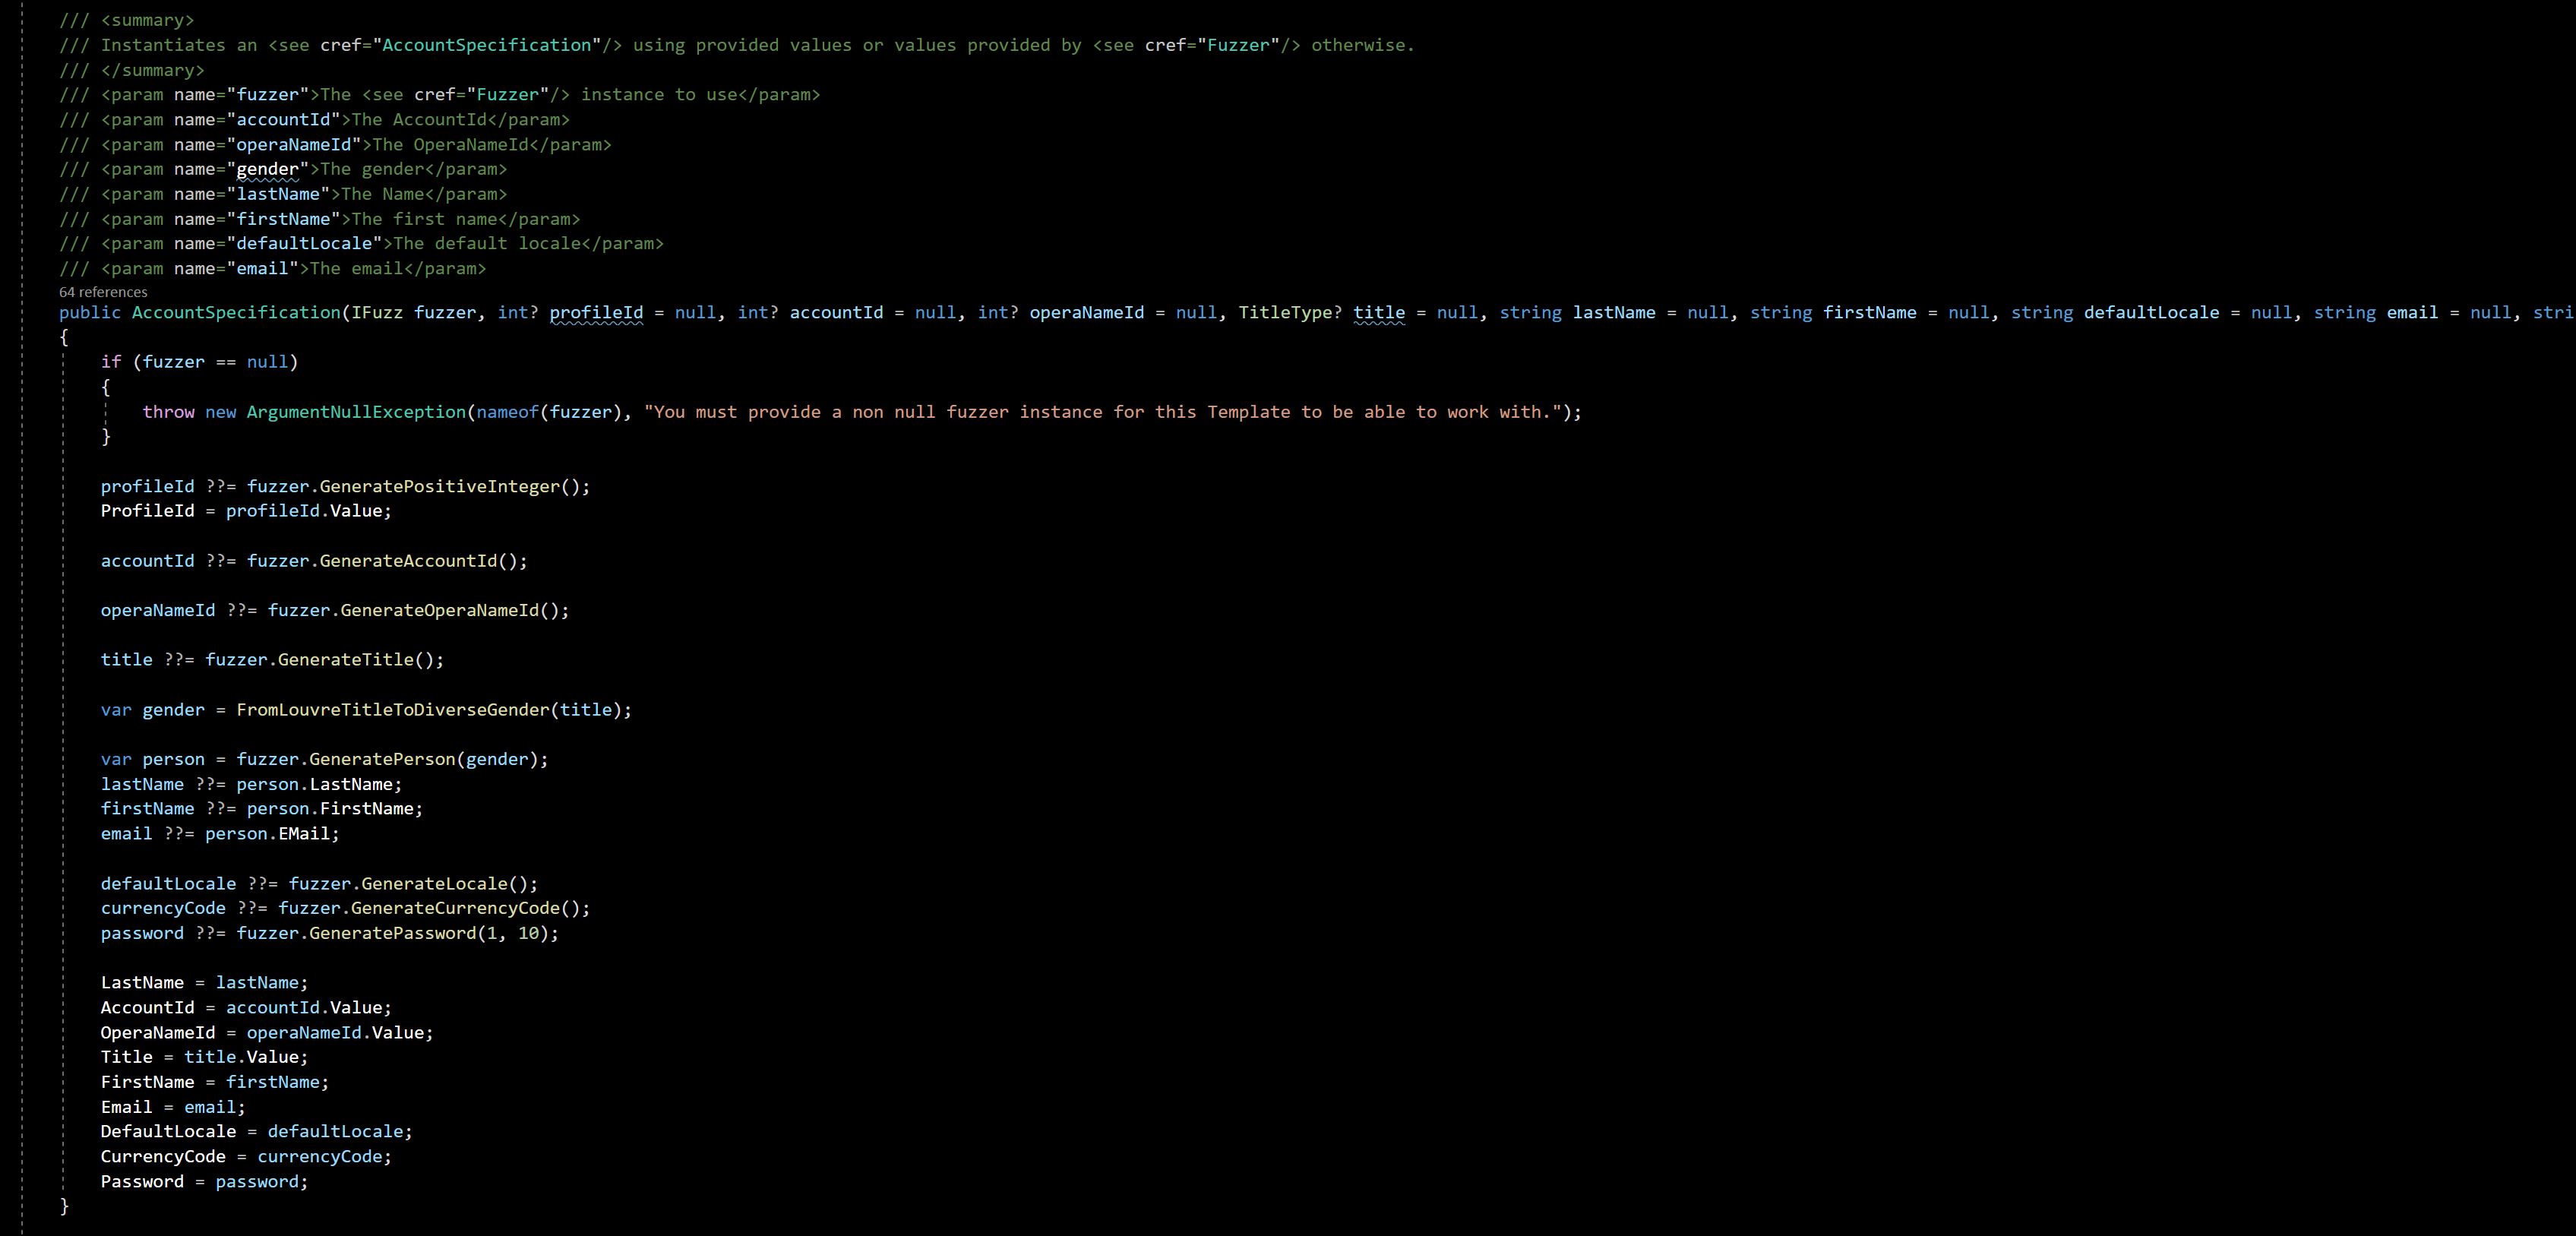 /// <summary>
/// Instantiates an <see cref="AccountSpecification"/> using provided values or values provided by <see cref="Fuzzer"/> otherwise.
/// </summary>
/// <param name="fuzzer">The <see cref="Fuzzer"/> instance to use</param>
/// <param name="accountId">The AccountId</param>
/// <param name="operaNameId">The OperaNameId</param>
/// <param name="gender">The gender</param>
/// <param name="lastName">The Name</param>
/// <param name="firstName">The first name</param>
/// <param name="defaultLocale">The default locale</param>
/// <param name="email">The email</param>
64 references
public AccountSpecification(IFuzz fuzzer, int? profileId = null, int? accountId = null, int? operaNameId = null, TitleType? title = null, string lastName = null, string firstName = null, string defaultLocale = null, string email = null, stri
{
if (fuzzer == null)
{
throw new ArgumentNullException(nameof(fuzzer), "You must provide a non null fuzzer instance for this Template to be able to work with.");
}
profileId ??= fuzzer.GeneratePositiveInteger();
ProfileId = profileId.Value;
accountId ??= fuzzer.GenerateAccountId();
operaNameId ??= fuzzer.GenerateOperaNameId();
title ??= fuzzer.GenerateTitle();
var gender = FromLouvreTitleToDiverseGender(title);
var person = fuzzer.GeneratePerson(gender);
lastName ??= person.LastName;
firstName ??= person.FirstName;
email ??= person.EMail;
defaultLocale ??= fuzzer.GenerateLocale();
currencyCode ??= fuzzer.GenerateCurrencyCode();
password ??= fuzzer.GeneratePassword(1, 10);
LastName = lastName;
AccountId = accountId.Value;
OperaNameId = operaNameId.Value;
Title = title.Value;
FirstName = firstName;
Email = email;
DefaultLocale = defaultLocale;
CurrencyCode = currencyCode;
Password = password;
}